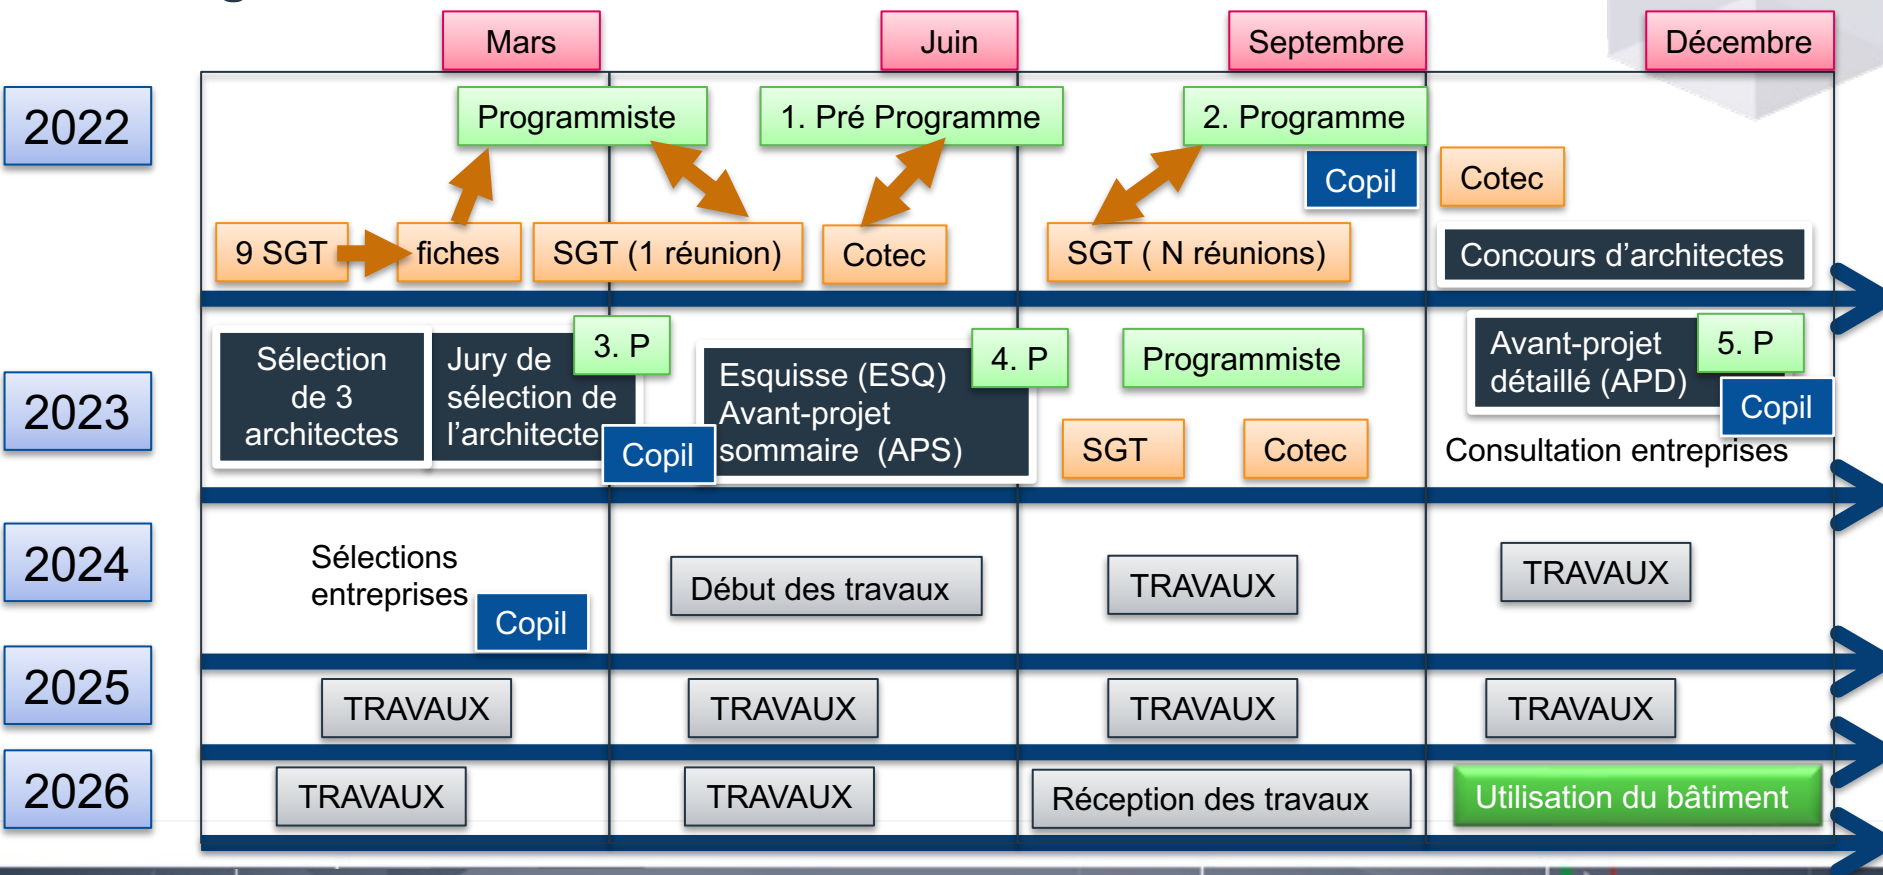 Mars
Juin
Septembre
Décembre
2022
Programmiste
1. Pré Programme
2. Programme
Copil
Cotec
9 SGT
fiches
SGT (1 réunion)
Cotec
SGT ( N réunions)
Concours d’architectes
2023
Sélection
de 3
architectes
Jury de
sélection de
l’architecte
3. P
Copil
Esquisse (ESQ)
Avant-projet
sommaire (APS)
4. P
Programmiste
SGT
Cotec
Avant-projet
détaillé (APD)
5. P
Copil
Consultation entreprises
2024
Sélections
entreprises
Copil
Début des travaux
TRAVAUX
TRAVAUX
2025
TRAVAUX
TRAVAUX
TRAVAUX
TRAVAUX
2026
TRAVAUX
TRAVAUX
Réception des travaux
Utilisation du bâtiment